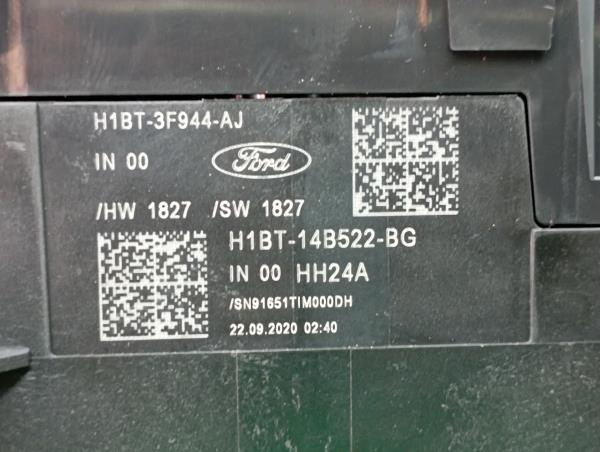 H1BT-3F944-AJ
IN 00
Ford
/HW 1827 /SW 1827
H1BT-14B522-BG
IN 00 HH24A
/SN91651TIM000DH
22.09.2020 02:40